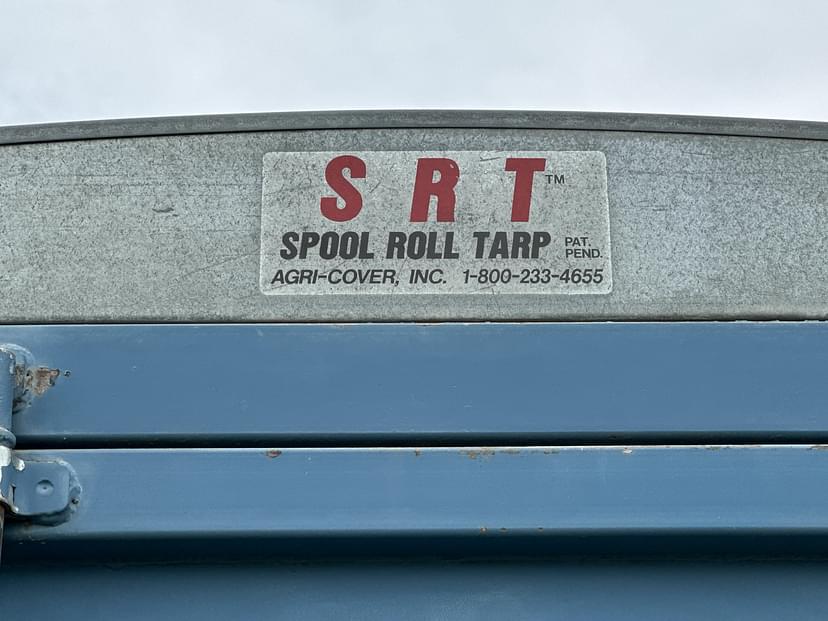 S R T™
SPOOL ROLL TARP PAT. PEND.
AGRI-COVER, INC. 1-800-233-4655